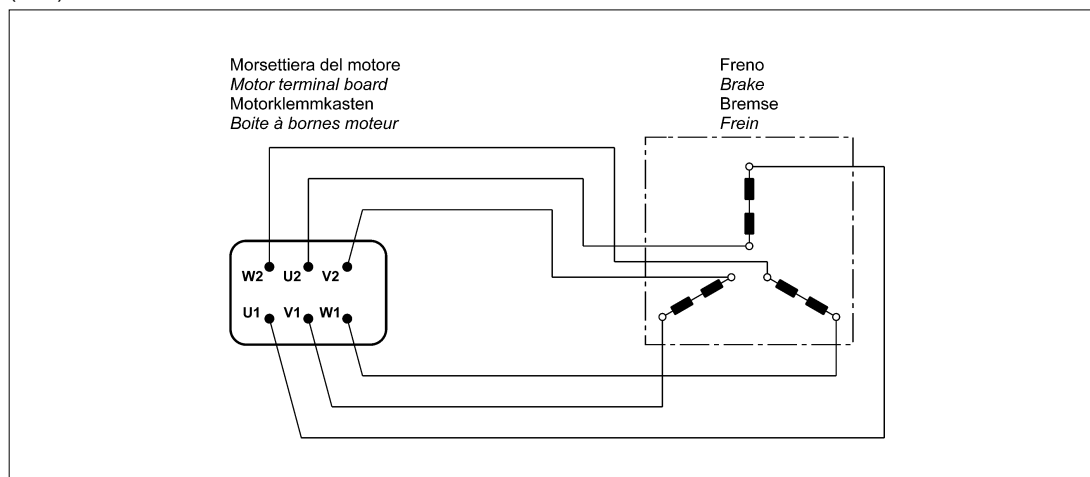 Morsettiera del motore
Motor terminal board
Motorklemmkasten
Boite à bornes moteur
Freno
Brake
Bremse
Frein
W2 U2 V2
U1 V1 W1